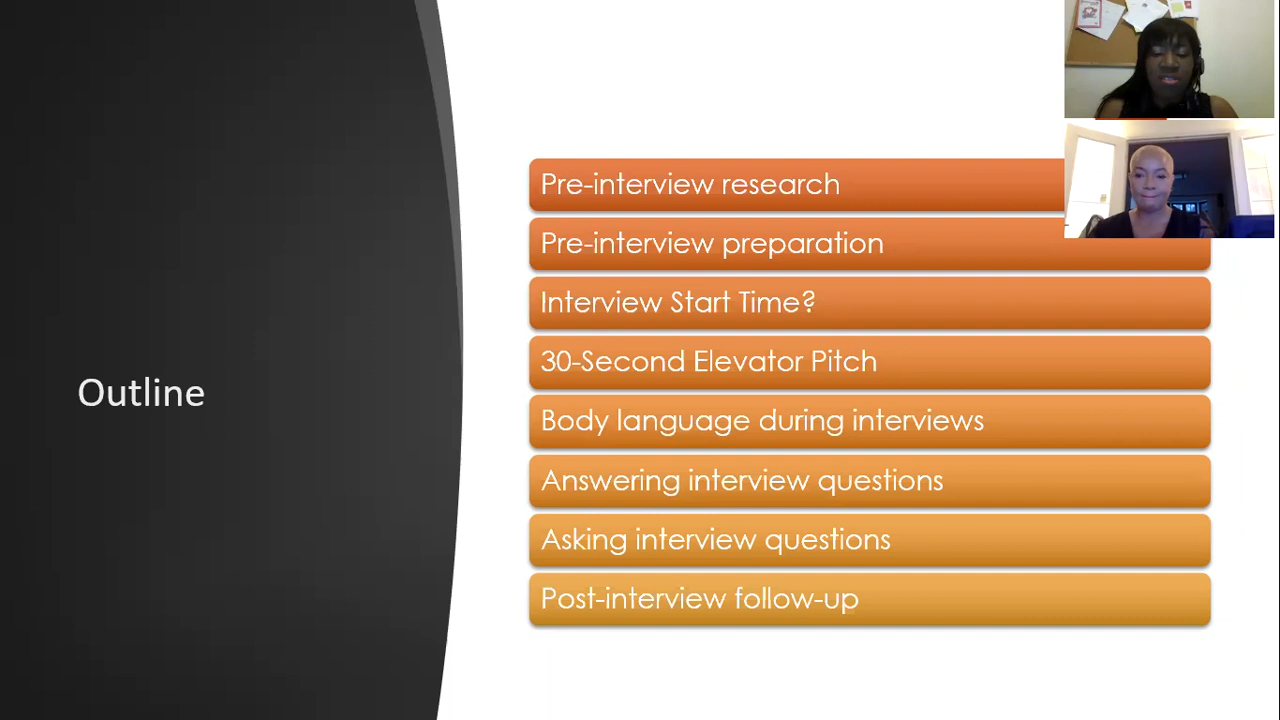 Outline
Pre-interview research
Pre-interview preparation
Interview Start Time?
30-Second Elevator Pitch
Body language during interviews
Answering interview questions
Asking interview questions
Post-interview follow-up